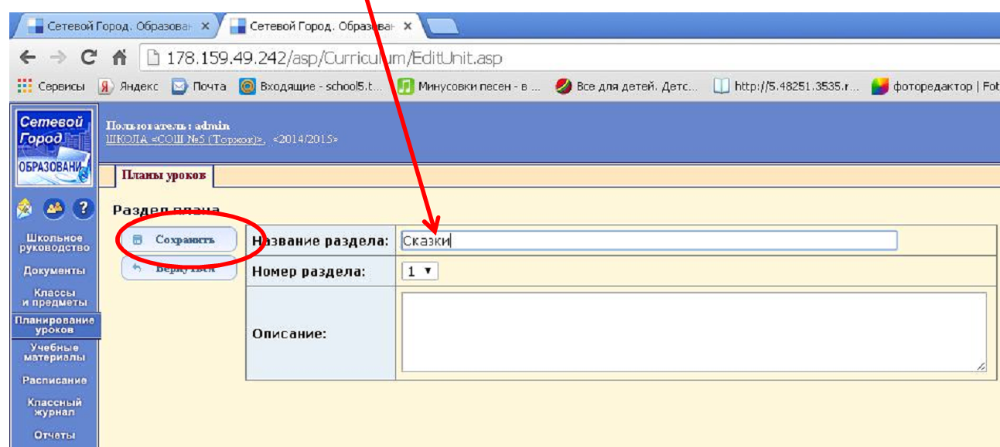 Сетевой Город. Образован
Сетевой Город. Образован
178.159.49.242/asp/Curriculum/EditUnit.asp
Сервисы
Яндекс
Почта
Входящие - school5.t...
Минусовки песен - в ...
Все для детей. Детс...
http://5.48251.3535.r...
фоторедактор | Fot
Сетевой
Город
ОБРАЗОВАНИ
Пользователь: admin
ШКОЛА «СОШ №5 (Торжок)», <2014/2015>
Планы уроков
Раздел плана
Сохранить
Вернуться
Название раздела:
Сказки
Номер раздела:
1
Описание:
Школьное
руководство
Документы
Классы
и предметы
Планирование
уроков
Учебные
материалы
Расписание
Классный
журнал
Отчеты